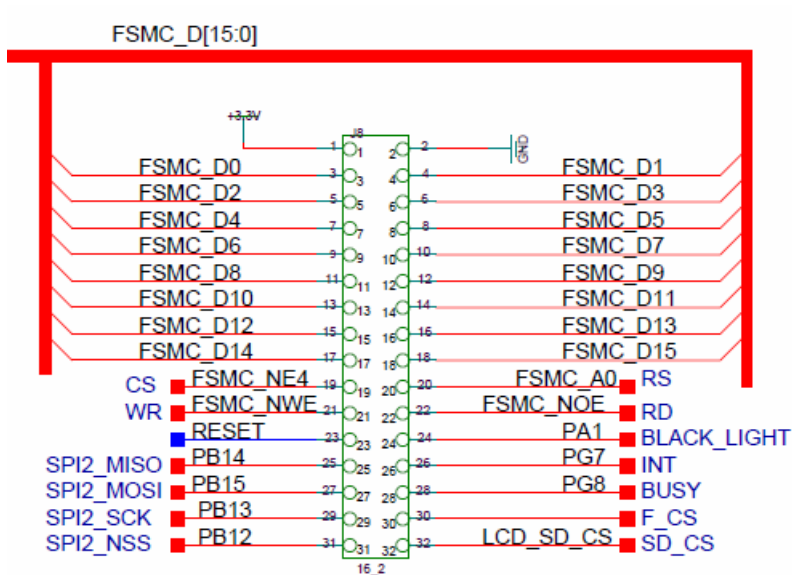 FSMC_D[15:0]
+3.3V
J8
1 1 2 2 GND
FSMC_D0 3 3 4 4 FSMC_D1
FSMC_D2 5 5 6 6 FSMC_D3
FSMC_D4 7 7 8 8 FSMC_D5
FSMC_D6 9 9 10 10 FSMC_D7
FSMC_D8 11 11 12 12 FSMC_D9
FSMC_D10 13 13 14 14 FSMC_D11
FSMC_D12 15 15 16 16 FSMC_D13
FSMC_D14 17 17 18 18 FSMC_D15
CS FSMC_NE4 19 19 20 20 FSMC_A0 RS
WR FSMC_NWE 21 21 22 22 FSMC_NOE RD
RESET 23 23 24 24 PA1 BLACK_LIGHT
SPI2_MISO PB14 25 25 26 26 PG7 INT
SPI2_MOSI PB15 27 27 28 28 PG8 BUSY
SPI2_SCK PB13 29 29 30 30 F_CS
SPI2_NSS PB12 31 31 32 32 LCD_SD_CS SD_CS
16_2